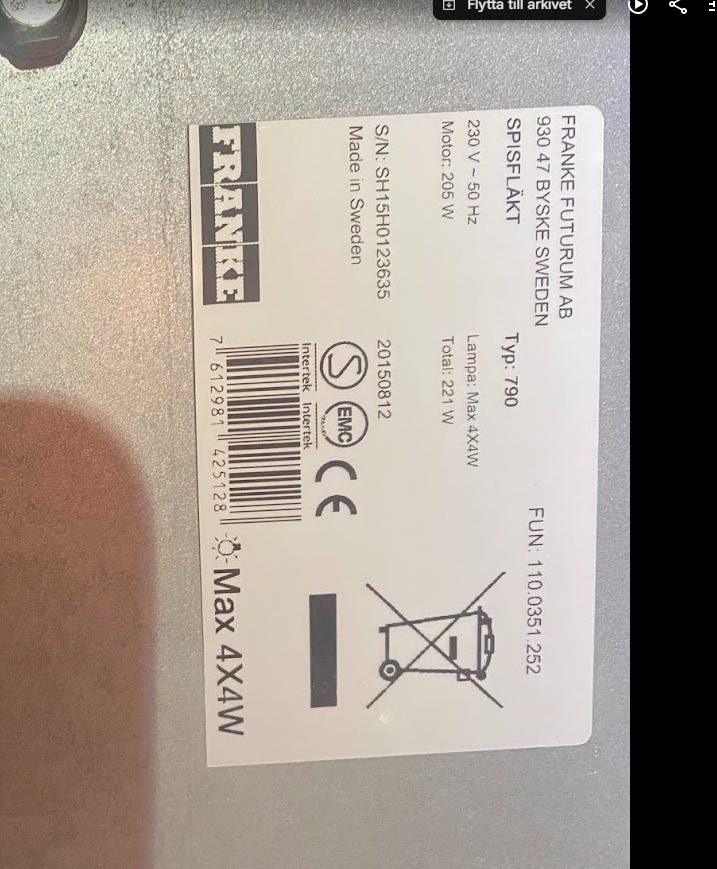 Flytta till arkivet
FRANKE FUTURUM AB
930 47 BYSKE SWEDEN
FUN: 110.0351.252
SPISFLÄKT Typ: 790
230 V ~ 50 Hz Lampa: Max 4X4W
Motor: 205 W Total: 221 W
S/N: SH15H0123635 20150812
Made in Sweden
S EMC CE
Intertek Intertek
FRANKE
7 612981 425128
Max 4X4W